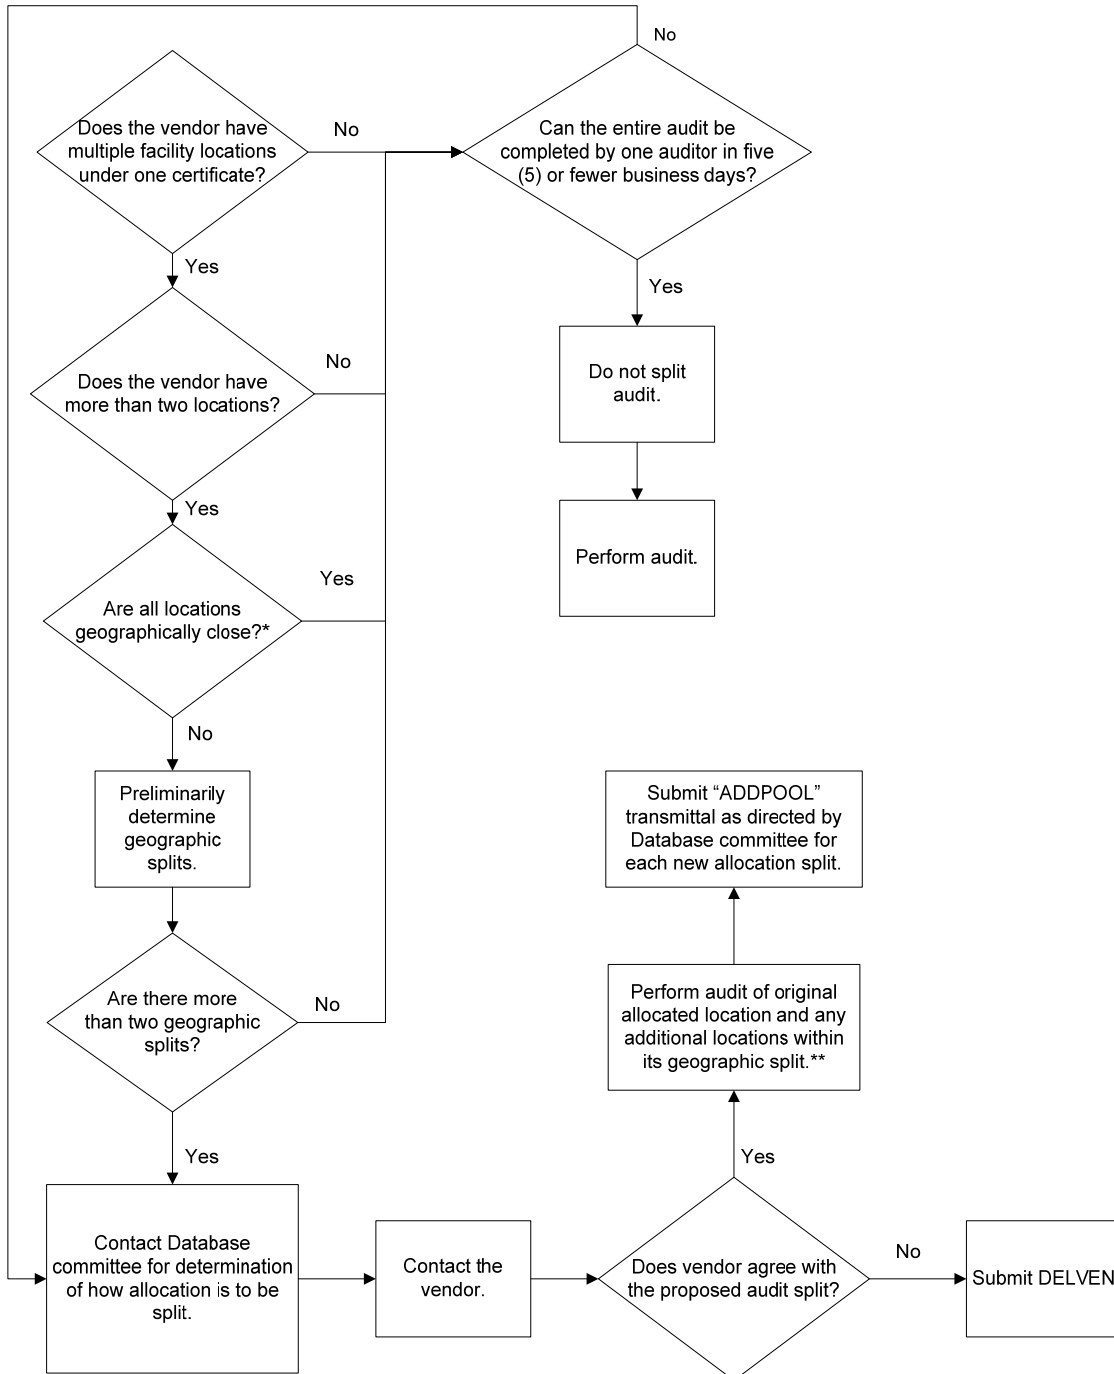 No
Does the vendor have
multiple facility locations
under one certificate?
No
Can the entire audit be
completed by one auditor in five
(5) or fewer business days?
Yes
Yes
Does the vendor have
more than two locations?
No
Do not split
audit.
Yes
Are all locations
geographically close?*
Yes
Perform audit.
No
Preliminarily
determine
geographic
splits.
Submit “ADDPOOL”
transmittal as directed by
Database committee for
each new allocation split.
Are there more
than two geographic
splits?
No
Perform audit of original
allocated location and any
additional locations within
its geographic split.**
Yes
Yes
Contact Database
committee for determination
of how allocation is to be
split.
Contact the
vendor.
Does vendor agree with
the proposed audit split?
No
Submit DELVEN